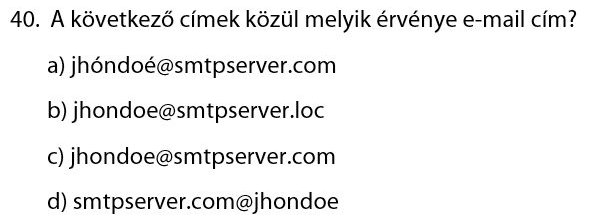 40. A következő címek közül melyik érvénye e-mail cím?
a) jhóndoé@smtpserver.com
b) jhondoe@smtpserver.loc
c) jhondoe@smtpserver.com
d) smtpserver.com@jhondoe